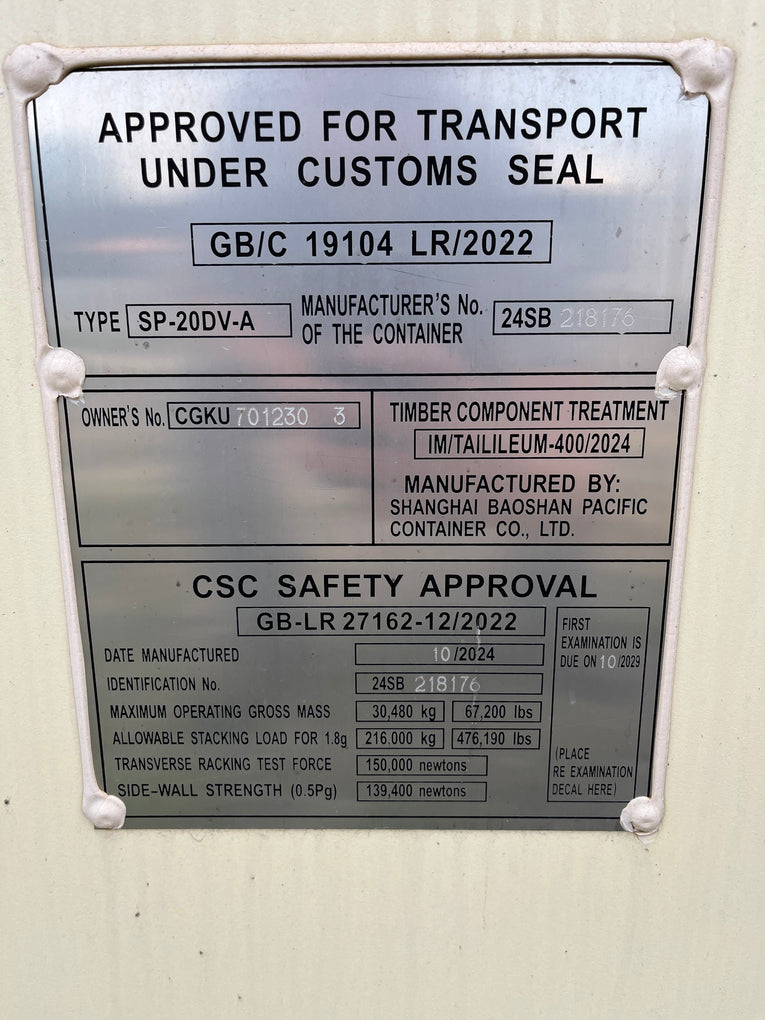 APPROVED FOR TRANSPORT
UNDER CUSTOMS SEAL
GB/C 19104 LR/2022
TYPE SP-20DV-A
MANUFACTURER'S No.
OF THE CONTAINER
24SB 218176
OWNER'S No. CGKU 701230 3
TIMBER COMPONENT TREATMENT
IM/TAILILEUM-400/2024
MANUFACTURED BY:
SHANGHAI BAOSHAN PACIFIC
CONTAINER CO., LTD.
CSC SAFETY APPROVAL
GB-LR 27162-12/2022
DATE MANUFACTURED 10/2024
IDENTIFICATION No. 24SB 218176
MAXIMUM OPERATING GROSS MASS 30,480 kg 67,200 lbs
ALLOWABLE STACKING LOAD FOR 1.8g 216.000 kg 476,190 lbs
TRANSVERSE RACKING TEST FORCE 150,000 newtons
SIDE-WALL STRENGTH (0.5Pg) 139,400 newtons
FIRST
EXAMINATION IS
DUE ON 10/2029
(PLACE
RE EXAMINATION
DECAL HERE)